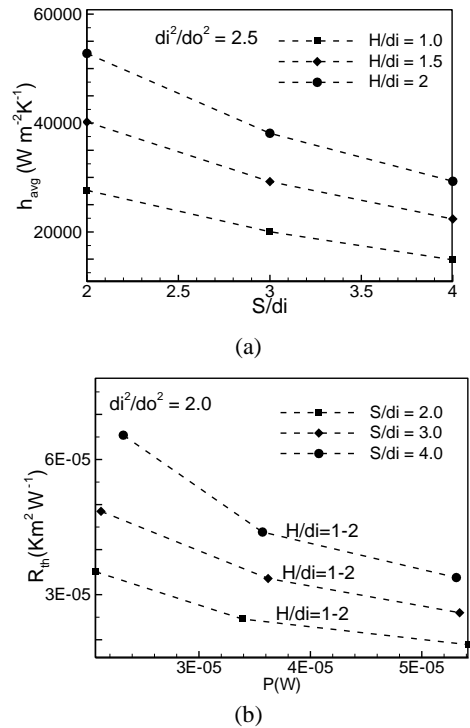 60000
40000
20000
h_avg (W m⁻²K⁻¹)
di²/do² = 2.5
H/di = 1.0
H/di = 1.5
H/di = 2
2 2.5 3 3.5 4
S/di
(a)
6E-05
3E-05
R_th(Km² W⁻¹)
di²/do² = 2.0
S/di = 2.0
S/di = 3.0
S/di = 4.0
H/di=1-2
H/di=1-2
H/di=1-2
3E-05 4E-05 5E-05
P(W)
(b)